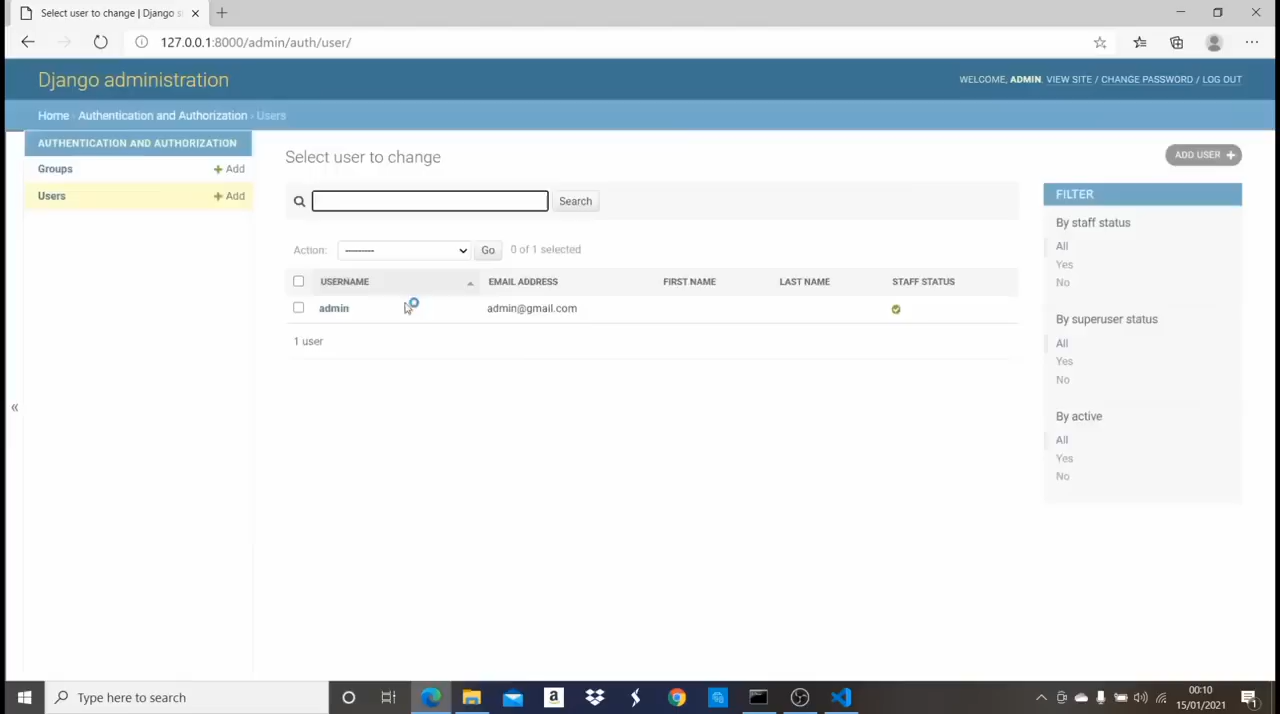 Select user to change | Django s
127.0.0.1:8000/admin/auth/user/
Django administration
WELCOME, ADMIN. VIEW SITE / CHANGE PASSWORD / LOG OUT
Home › Authentication and Authorization › Users
AUTHENTICATION AND AUTHORIZATION
Groups + Add
Users + Add
«
Select user to change
ADD USER +
Search
Action: --------- Go 0 of 1 selected
USERNAME EMAIL ADDRESS FIRST NAME LAST NAME STAFF STATUS
admin admin@gmail.com
1 user
FILTER
By staff status
All
Yes
No
By superuser status
All
Yes
No
By active
All
Yes
No
Type here to search
a
00:10
15/01/2021
1